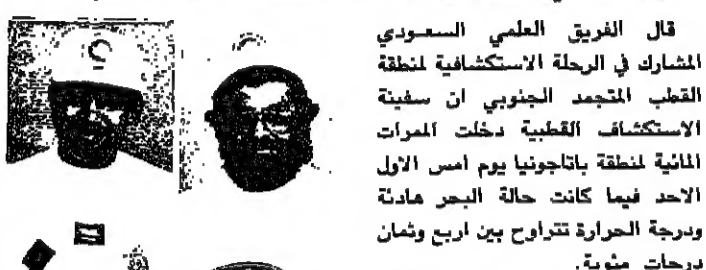 قال الفريق العلمي السعودي
المشارك في الرحلة الاستكشافية لمنطقة
القطب المتجمد الجنوبي ان سفينة
الاستكشاف القطبية دخلت الممرات
المائية لمنطقة باتاجونيا يوم امس الاول
الاحد فيما كانت حالة البحر هادئة
ودرجة الحرارة تتراوح بين اربع وثمان
درجات مئوية.